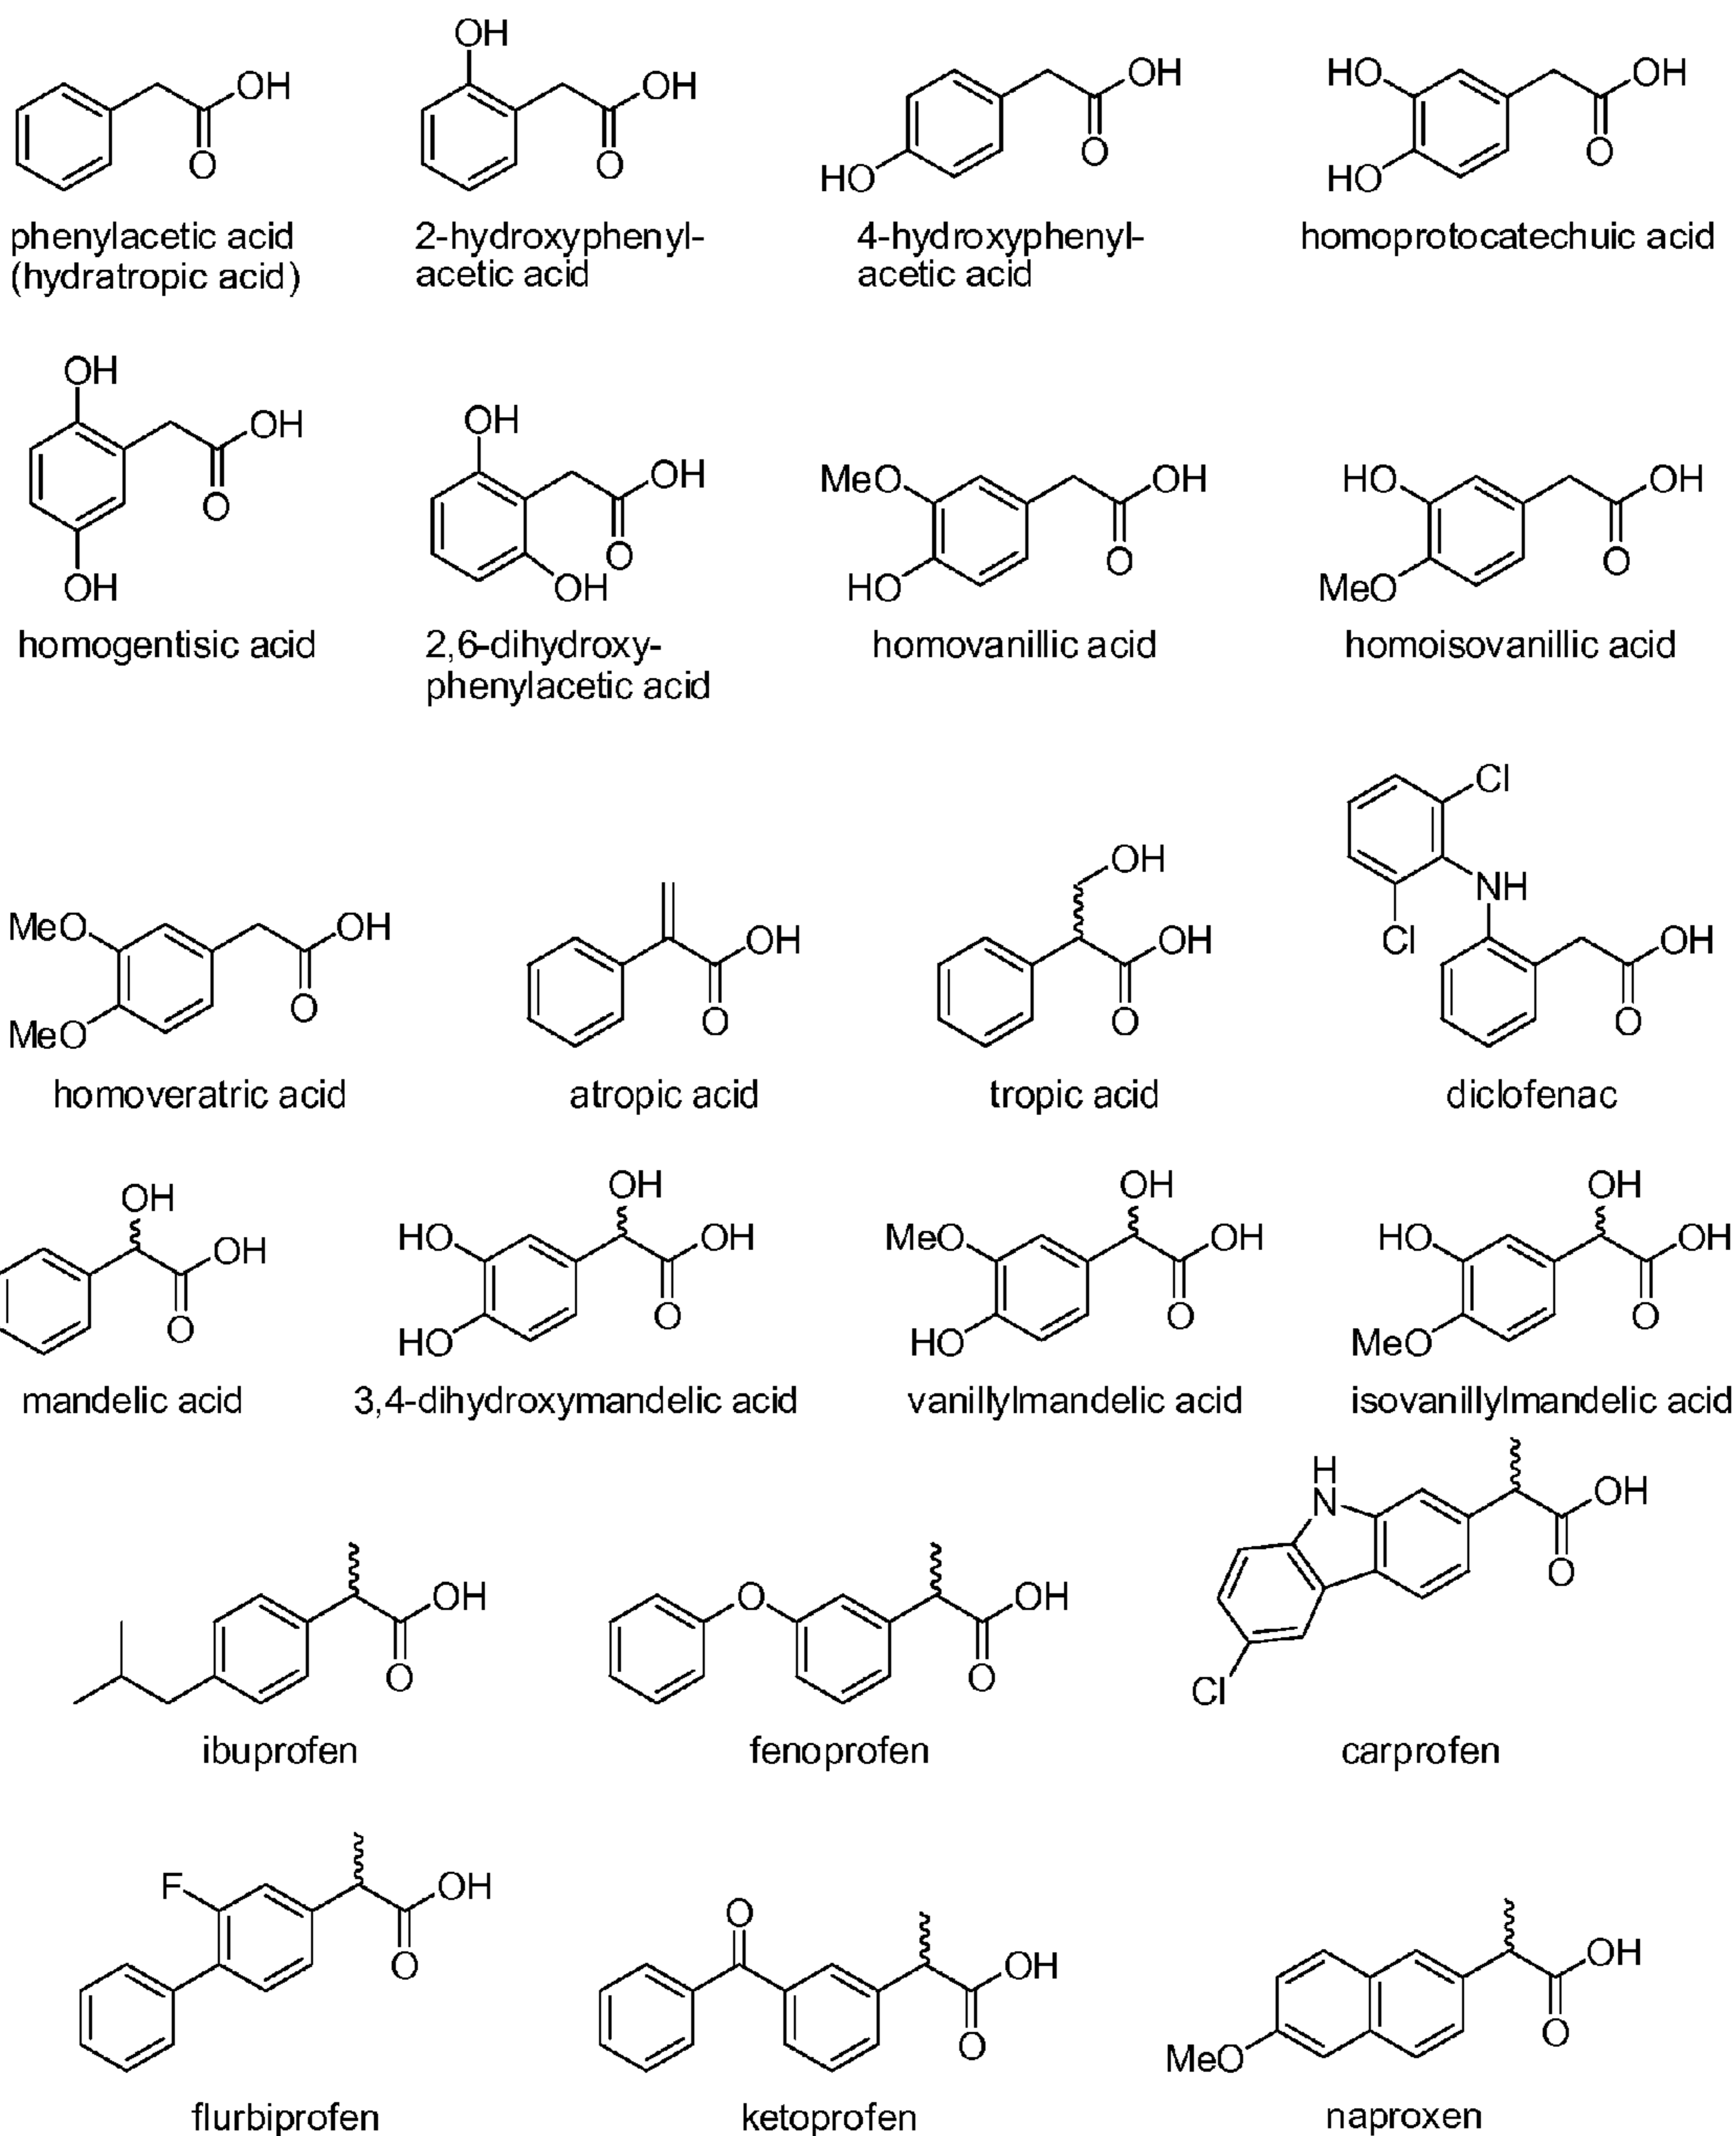 OH
OH
O
OH
O
HO
OH
O
HO
HO
OH
O
phenylacetic acid
(hydratropic acid)
2-hydroxyphenyl-
acetic acid
4-hydroxyphenyl-
acetic acid
homoprotocatechuic acid
OH
OH
O
OH
OH
OH
O
OH
MeO
HO
OH
O
HO
MeO
OH
O
homogentisic acid
2,6-dihydroxy-
phenylacetic acid
homovanillic acid
homoisovanillic acid
MeO
MeO
OH
O
OH
O
OH
OH
O
Cl
Cl
NH
OH
O
homoveratric acid
atropic acid
tropic acid
diclofenac
OH
OH
O
HO
HO
OH
OH
O
MeO
HO
OH
OH
O
HO
MeO
OH
OH
O
mandelic acid
3,4-dihydroxymandelic acid
vanillylmandelic acid
isovanillylmandelic acid
OH
O
O
OH
O
H
N
Cl
OH
O
ibuprofen
fenoprofen
carprofen
F
OH
O
O
OH
O
MeO
OH
O
flurbiprofen
ketoprofen
naproxen